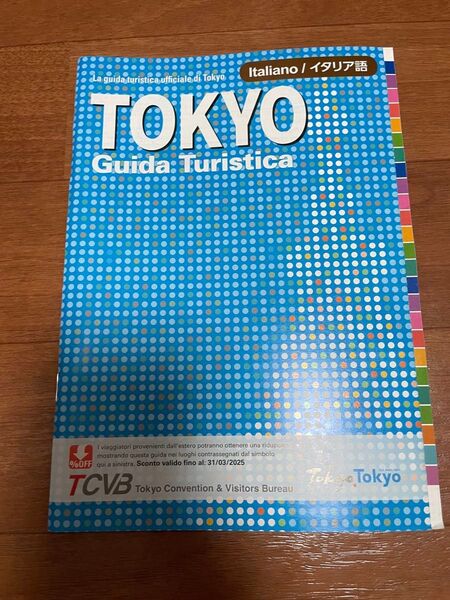 Italiano / イタリア語
La guida turistica ufficiale di Tokyo
TOKYO
Guida Turistica
%OFF
I viaggiatori provenienti dall'estero potranno ottenere una riduzione
mostrando questa guida nei luoghi contrassegnati dal simbolo
qui a sinistra. Sconto valido fino al: 31/03/2025
TCVB Tokyo Convention & Visitors Bureau
Tokyo Tokyo